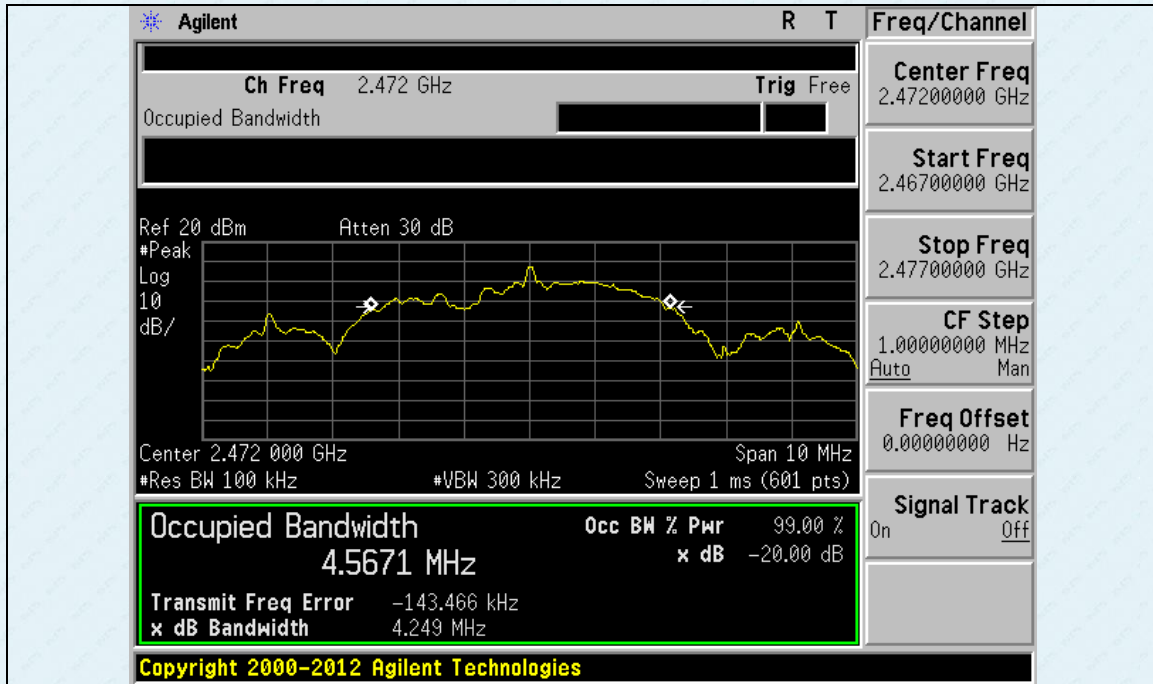 Agilent R T
Ch Freq 2.472 GHz Trig Free
Occupied Bandwidth
Ref 20 dBm Atten 30 dB
#Peak
Log
10
dB/
Center 2.472 000 GHz Span 10 MHz
#Res BW 100 kHz #VBW 300 kHz Sweep 1 ms (601 pts)
Occupied Bandwidth Occ BW % Pwr 99.00 %
4.5671 MHz x dB -20.00 dB
Transmit Freq Error -143.466 kHz
x dB Bandwidth 4.249 MHz
Copyright 2000-2012 Agilent Technologies
Freq/Channel
Center Freq
2.47200000 GHz
Start Freq
2.46700000 GHz
Stop Freq
2.47700000 GHz
CF Step
1.00000000 MHz
Auto Man
Freq Offset
0.00000000 Hz
Signal Track
On Off